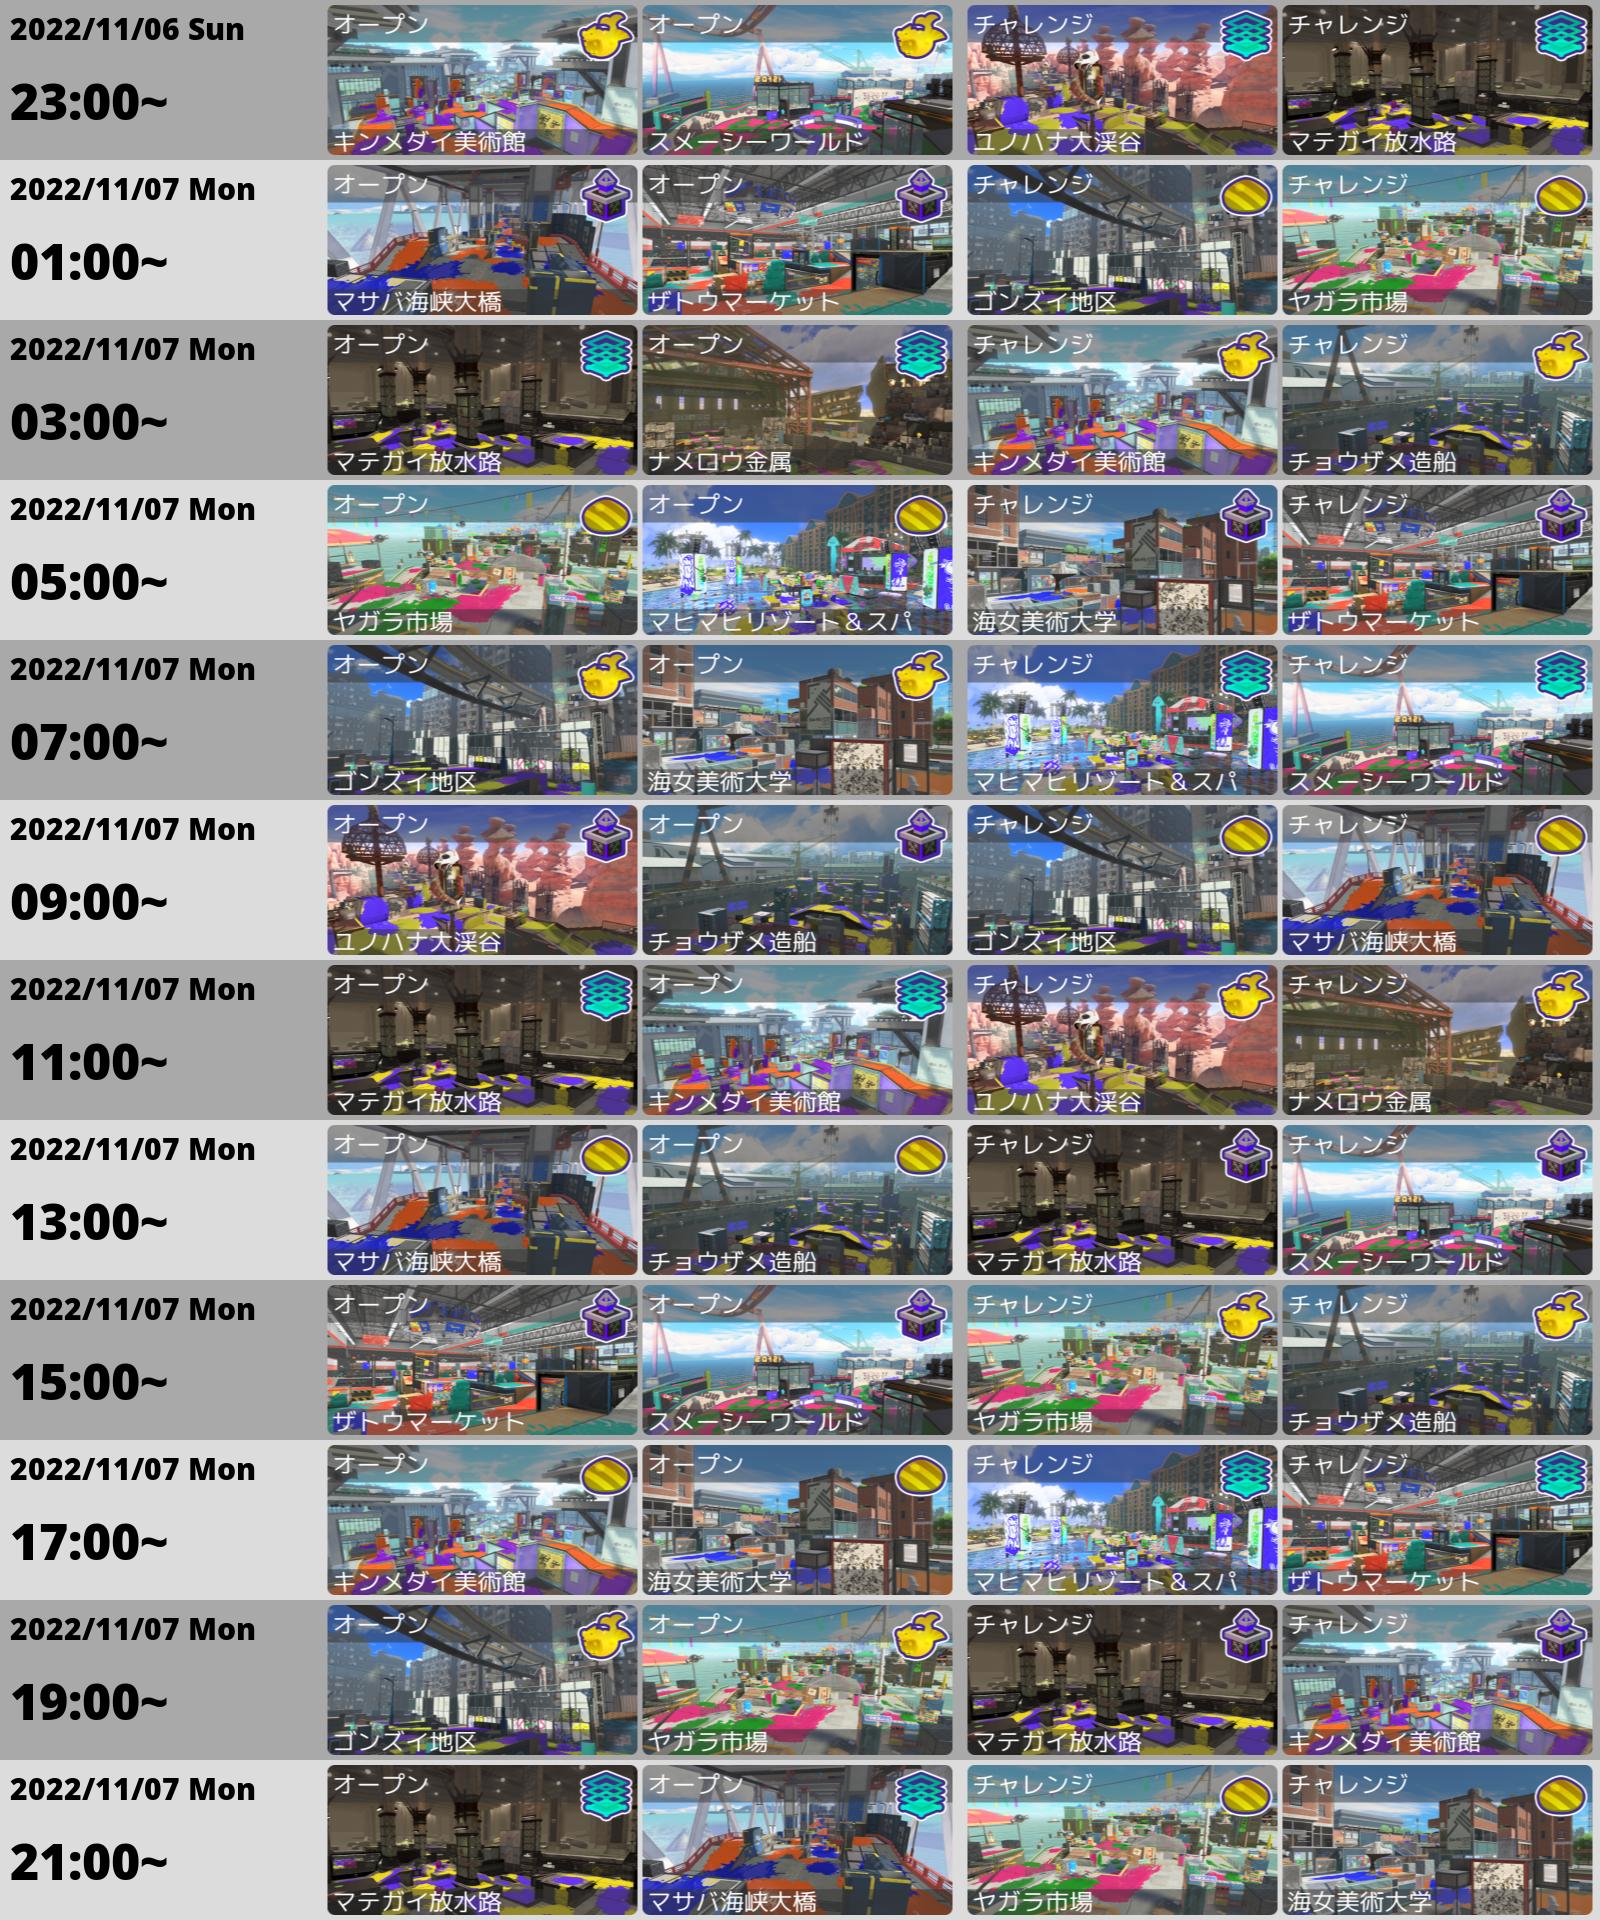 2022/11/06 Sun
23:00~
オープン
キンメダイ美術館
オープン
スメーシーワールド
チャレンジ
ユノハナ大渓谷
チャレンジ
マテガイ放水路
2022/11/07 Mon
01:00~
オープン
マサバ海峡大橋
オープン
ザトウマーケット
チャレンジ
ゴンズイ地区
チャレンジ
ヤガラ市場
2022/11/07 Mon
03:00~
オープン
マテガイ放水路
オープン
ナメロウ金属
チャレンジ
キンメダイ美術館
チャレンジ
チョウザメ造船
2022/11/07 Mon
05:00~
オープン
ヤガラ市場
オープン
マヒマヒリゾート＆スパ
チャレンジ
海女美術大学
チャレンジ
ザトウマーケット
2022/11/07 Mon
07:00~
オープン
ゴンズイ地区
オープン
海女美術大学
チャレンジ
マヒマヒリゾート＆スパ
チャレンジ
スメーシーワールド
2022/11/07 Mon
09:00~
オープン
ユノハナ大渓谷
オープン
チョウザメ造船
チャレンジ
ゴンズイ地区
チャレンジ
マサバ海峡大橋
2022/11/07 Mon
11:00~
オープン
マテガイ放水路
オープン
キンメダイ美術館
チャレンジ
ユノハナ大渓谷
チャレンジ
ナメロウ金属
2022/11/07 Mon
13:00~
オープン
マサバ海峡大橋
オープン
チョウザメ造船
チャレンジ
マテガイ放水路
チャレンジ
スメーシーワールド
2022/11/07 Mon
15:00~
オープン
ザトウマーケット
オープン
スメーシーワールド
チャレンジ
ヤガラ市場
チャレンジ
チョウザメ造船
2022/11/07 Mon
17:00~
オープン
キンメダイ美術館
オープン
海女美術大学
チャレンジ
マヒマヒリゾート＆スパ
チャレンジ
ザトウマーケット
2022/11/07 Mon
19:00~
オープン
ゴンズイ地区
オープン
ヤガラ市場
チャレンジ
マテガイ放水路
チャレンジ
キンメダイ美術館
2022/11/07 Mon
21:00~
オープン
マテガイ放水路
オープン
マサバ海峡大橋
チャレンジ
ヤガラ市場
チャレンジ
海女美術大学